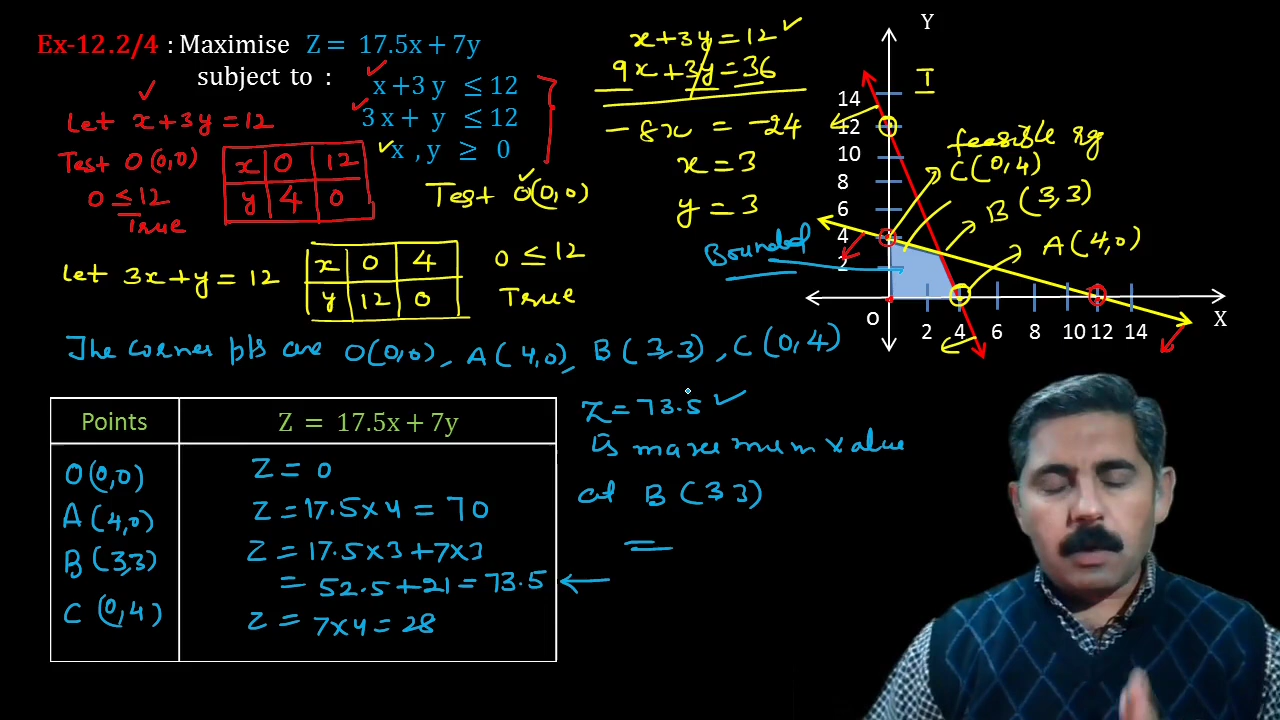 Ex-12.2/4 : Maximise Z = 17.5x + 7y
subject to :
x +3 y ≤ 12
3x + y ≤ 12
x , y ≥ 0
Let x+3y = 12
Test O(0,0)
0 ≤ 12
True
x 0 12
y 4 0
Test O(0,0)
0 ≤ 12
True
Let 3x+y = 12
x 0 4
y 12 0
x+3y = 12
9x+3y = 36
-8x = -24
x = 3
y = 3
Y
I
14
12
10
8
6
4
2
O
2 4 6 8 10 12 14
X
feasible rg
C(0,4)
B (3,3)
A(4,0)
Bounded
The corner pts are O(0,0), A(4,0), B(3,3), C(0,4)
Points Z = 17.5x + 7y
O(0,0) Z = 0
A(4,0) Z = 17.5×4 = 70
B(3,3) Z = 17.5×3+7×3
= 52.5+21 = 73.5
C(0,4) Z = 7×4 = 28
Z = 73.5
is maximum value
at B(3 3)